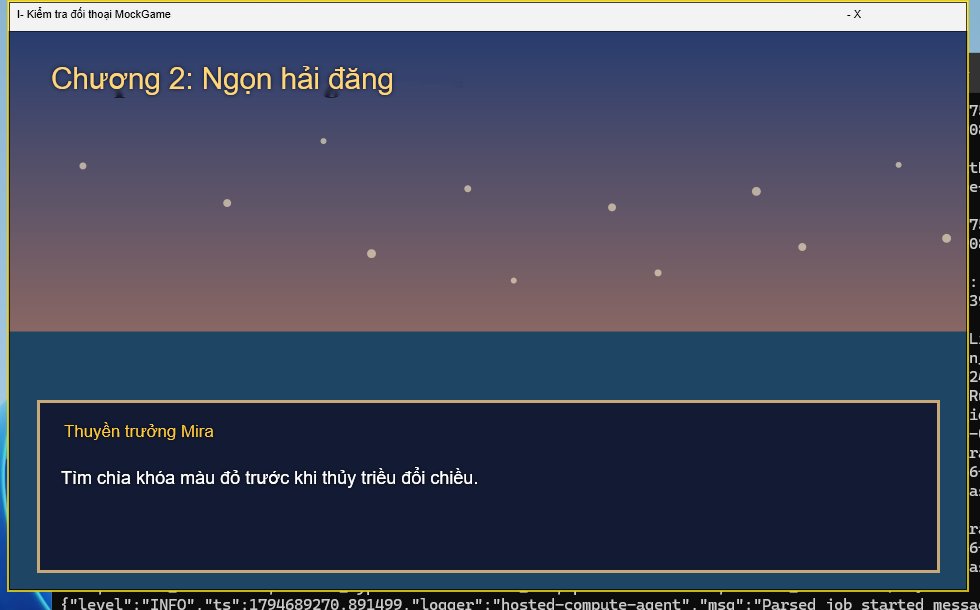 I- Kiểm tra đối thoại MockGame - X
Chương 2: Ngọn hải đăng
Thuyền trưởng Mira
Tìm chìa khóa màu đỏ trước khi thủy triều đổi chiều.
{"level":"INFO","ts":1794689270.891499,"logger":"hosted-compute-agent","msg":"Parsed job started mess